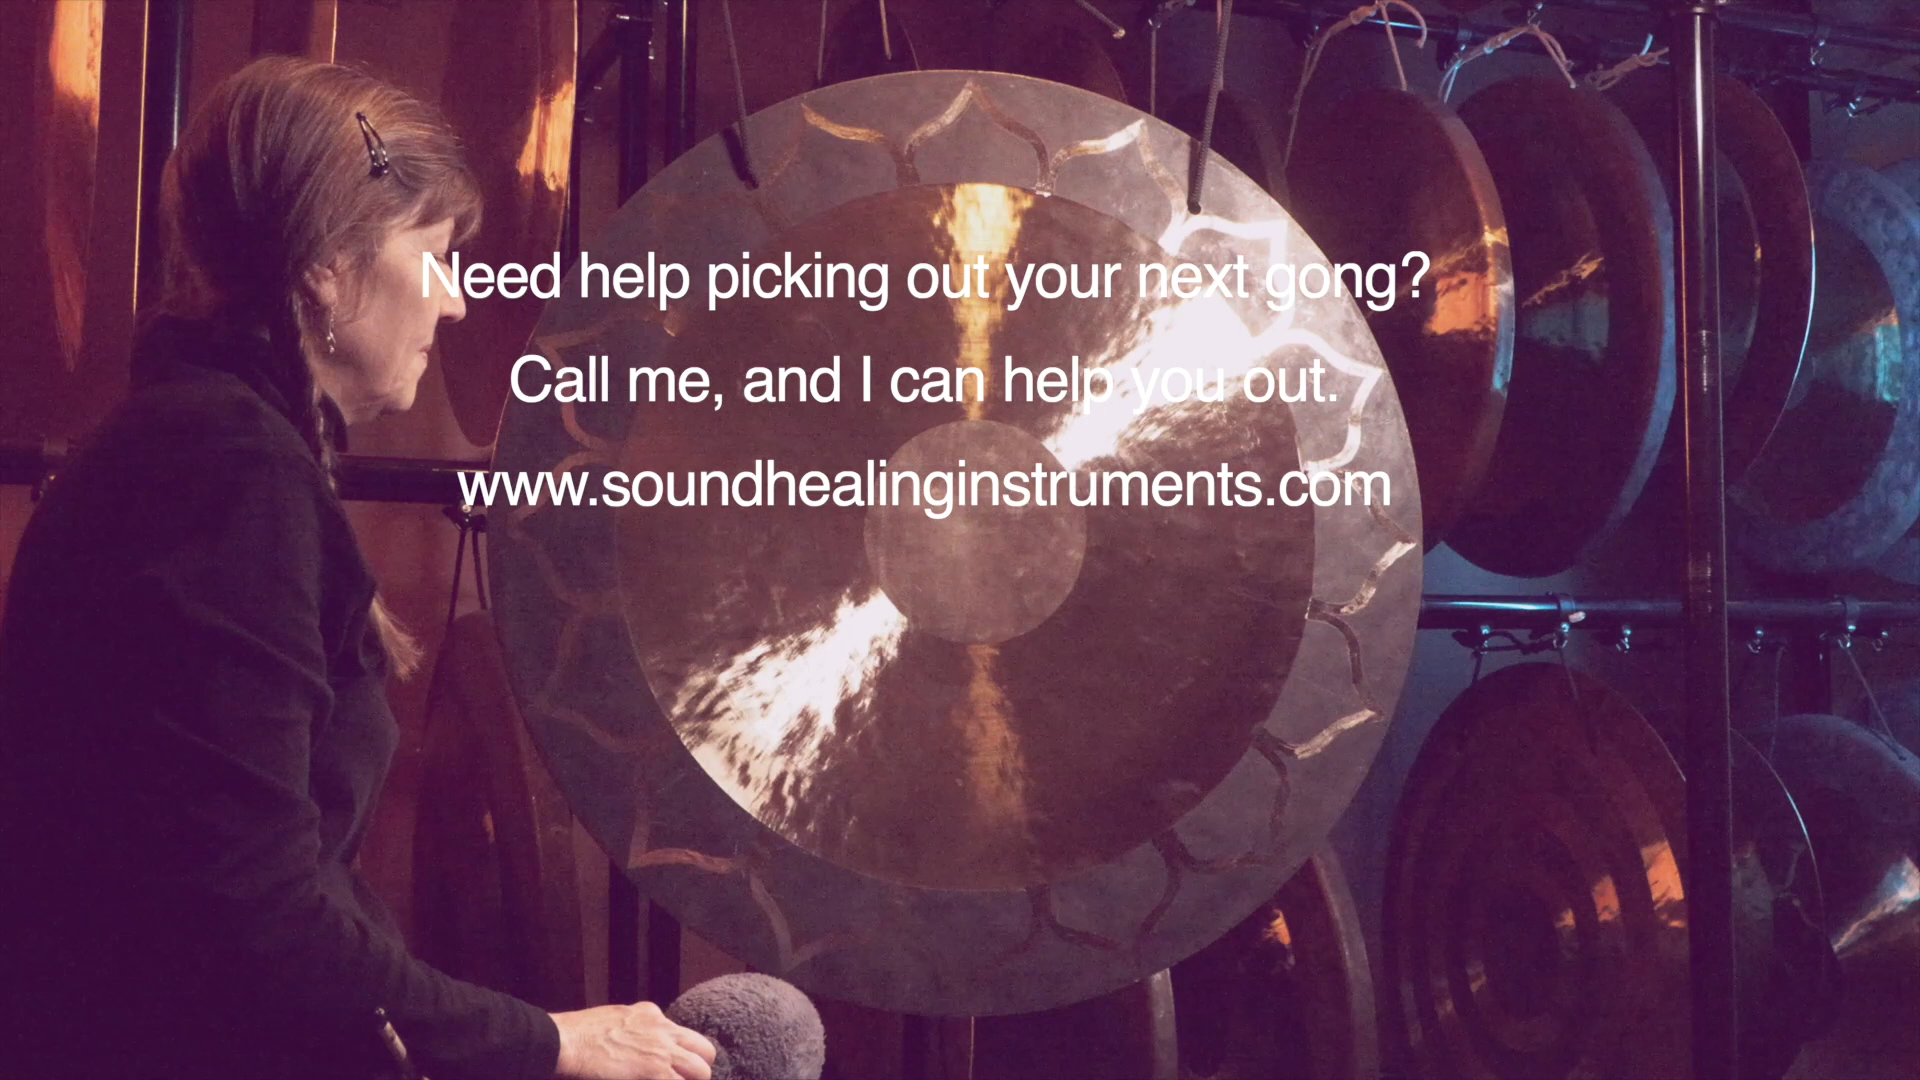 Need help picking out your next gong?
Call me, and I can help you out.
www.soundhealinginstruments.com